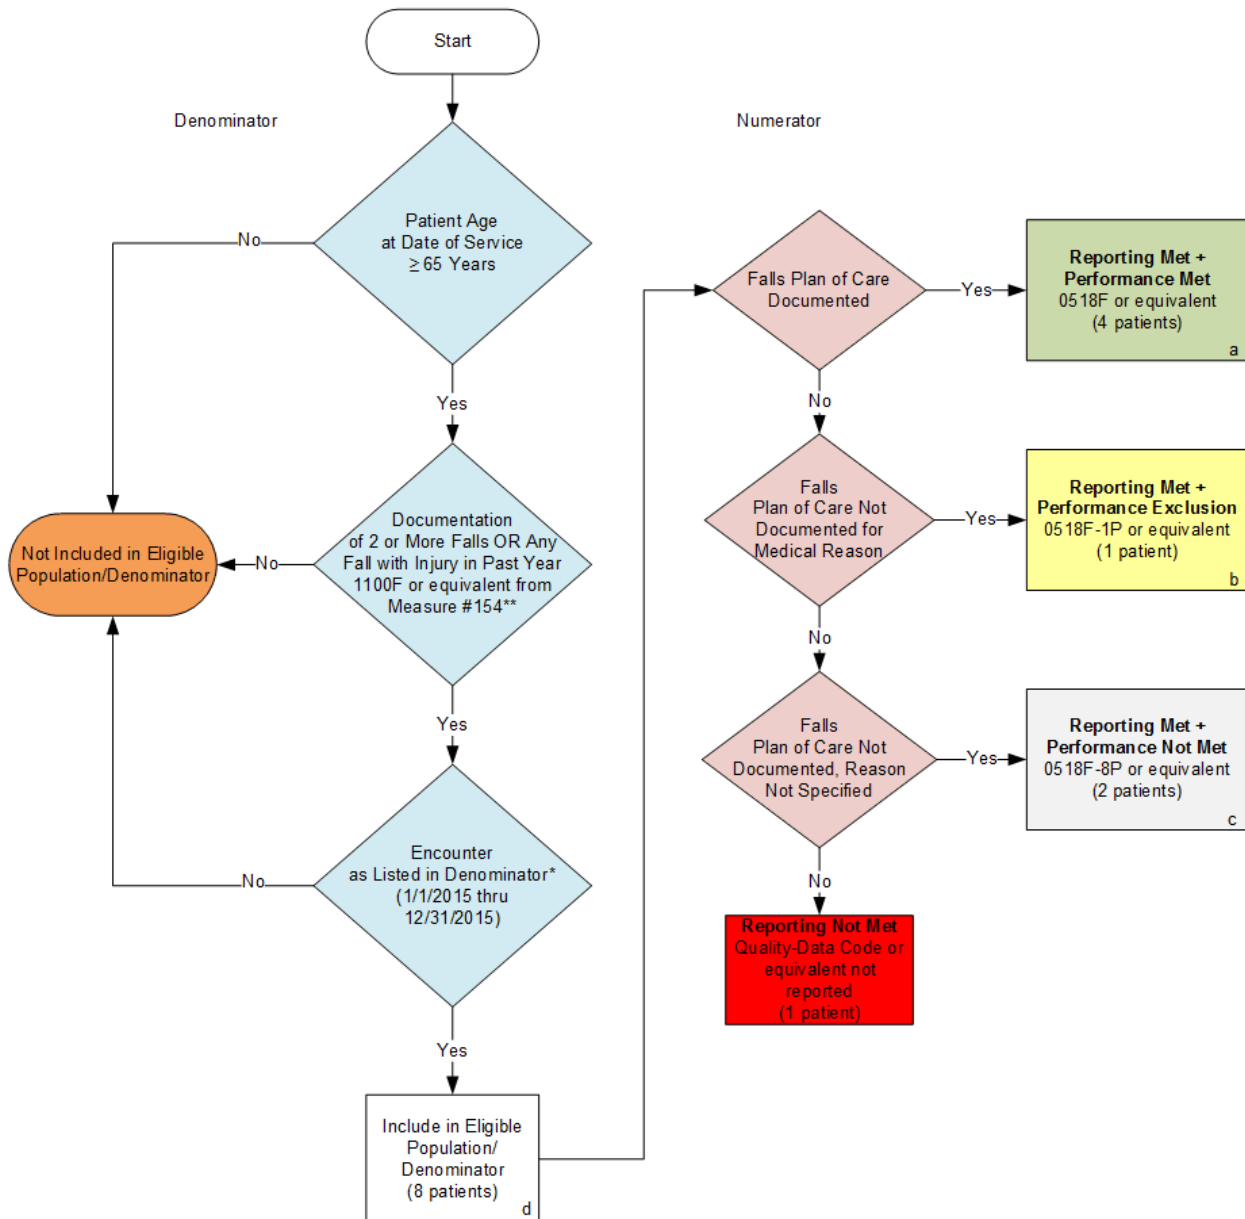 Start
Denominator
Numerator
Patient Age
at Date of Service
≥ 65 Years
No
Yes
Documentation
of 2 or More Falls OR Any
Fall with Injury in Past Year
1100F or equivalent from
Measure #154**
No
Not Included in Eligible
Population/Denominator
Yes
Encounter
as Listed in Denominator*
(1/1/2015 thru
12/31/2015)
No
Yes
Include in Eligible
Population/
Denominator
(8 patients)
d
Falls Plan of Care
Documented
Yes
Reporting Met +
Performance Met
0518F or equivalent
(4 patients)
a
No
Falls
Plan of Care Not
Documented for
Medical Reason
Yes
Reporting Met +
Performance Exclusion
0518F-1P or equivalent
(1 patient)
b
No
Falls
Plan of Care Not
Documented, Reason
Not Specified
Yes
Reporting Met +
Performance Not Met
0518F-8P or equivalent
(2 patients)
c
No
Reporting Not Met
Quality-Data Code or
equivalent not
reported
(1 patient)